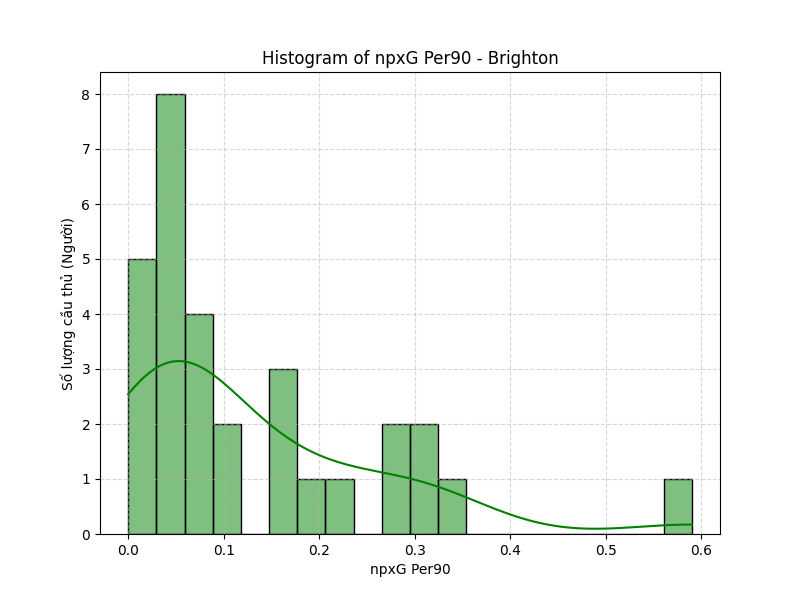 Histogram of npxG Per90 - Brighton
Số lượng cầu thủ (Người)
8
7
6
5
4
3
2
1
0
0.0 0.1 0.2 0.3 0.4 0.5 0.6
npxG Per90